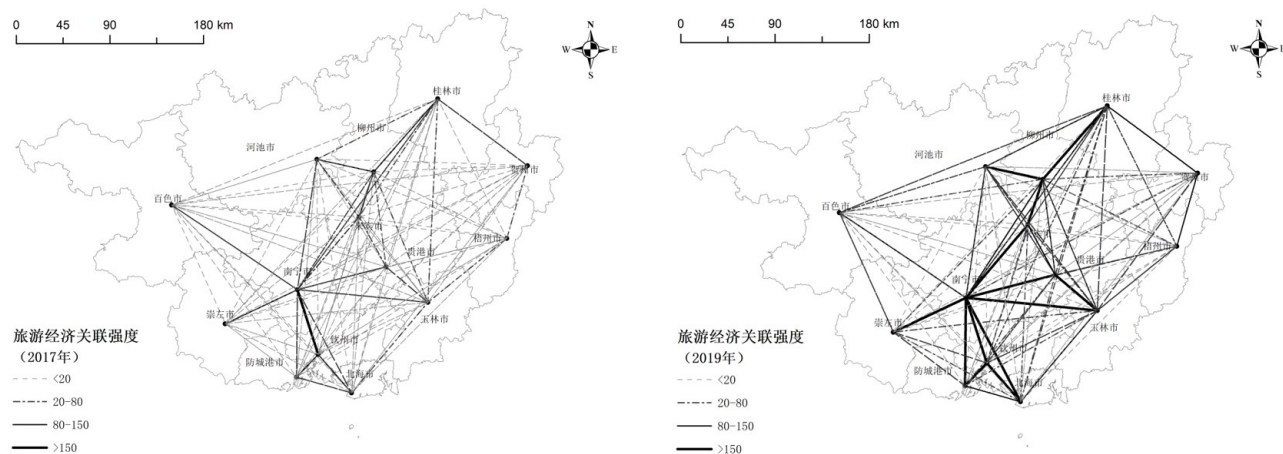 0 45 90 180 km
N
W E
S
桂林市
柳州市
河池市
贺州市
百色市
来宾市
梧州市
贵港市
南宁市
崇左市
玉林市
钦州市
防城港市
北海市
旅游经济关联强度
（2017年）
<20
20-80
80-150
>150
0 45 90 180 km
N
W
S
桂林市
柳州市
河池市
贺州市
百色市
梧州市
贵港市
南宁市
崇左市
玉林市
钦州市
防城港市
北海市
旅游经济关联强度
（2019年）
<20
20-80
80-150
>150